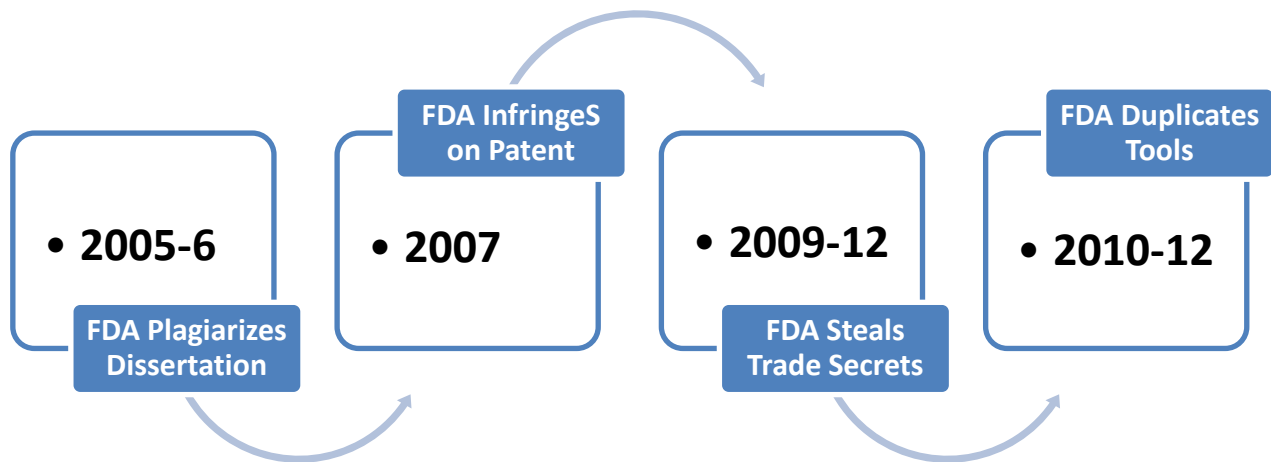 • 2005-6
FDA Plagiarizes
Dissertation
FDA InfringeS
on Patent
• 2007
• 2009-12
FDA Steals
Trade Secrets
FDA Duplicates
Tools
• 2010-12